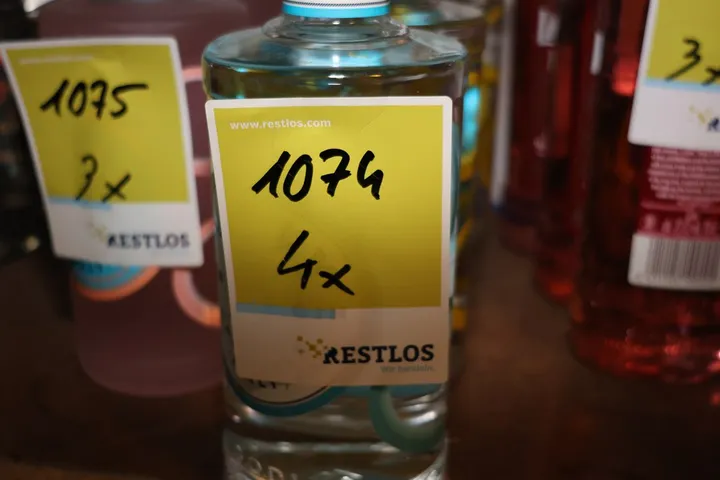 1075
3x
RESTLOS
www.restlos.com
1074
4x
RESTLOS
3x